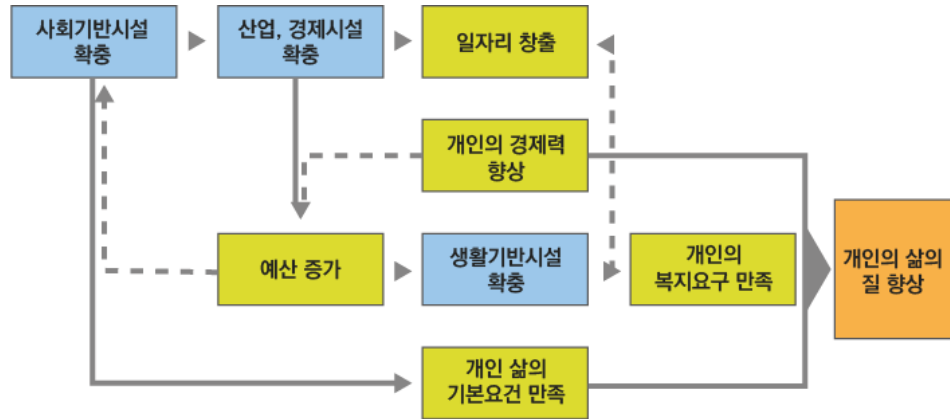 사회기반시설
확충
산업, 경제시설
확충
일자리 창출
개인의 경제력
향상
예산 증가
생활기반시설
확충
개인의
복지요구 만족
개인의 삶의
질 향상
개인 삶의
기본요건 만족